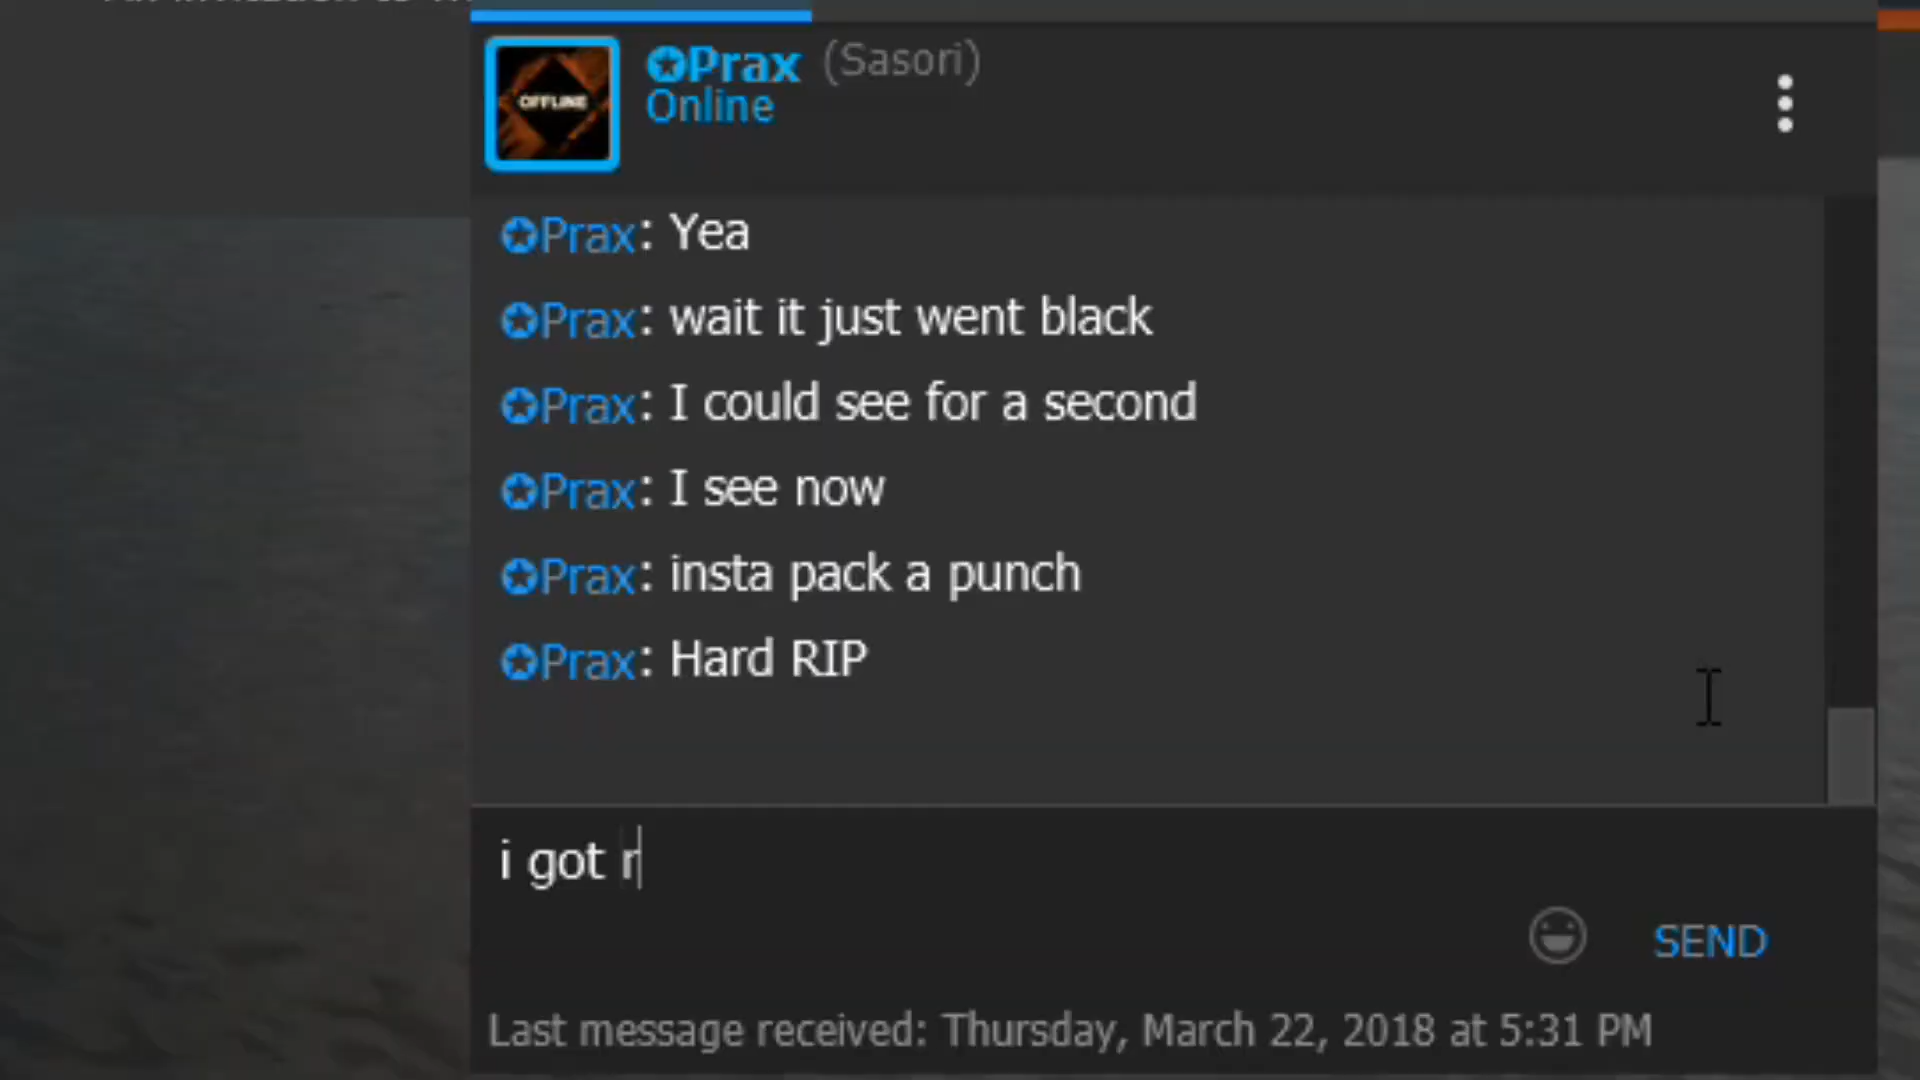 ✪Prax (Sasori)
OFFLINE
Online
✪Prax: Yea
✪Prax: wait it just went black
✪Prax: I could see for a second
✪Prax: I see now
✪Prax: insta pack a punch
✪Prax: Hard RIP
i got r
SEND
Last message received: Thursday, March 22, 2018 at 5:31 PM